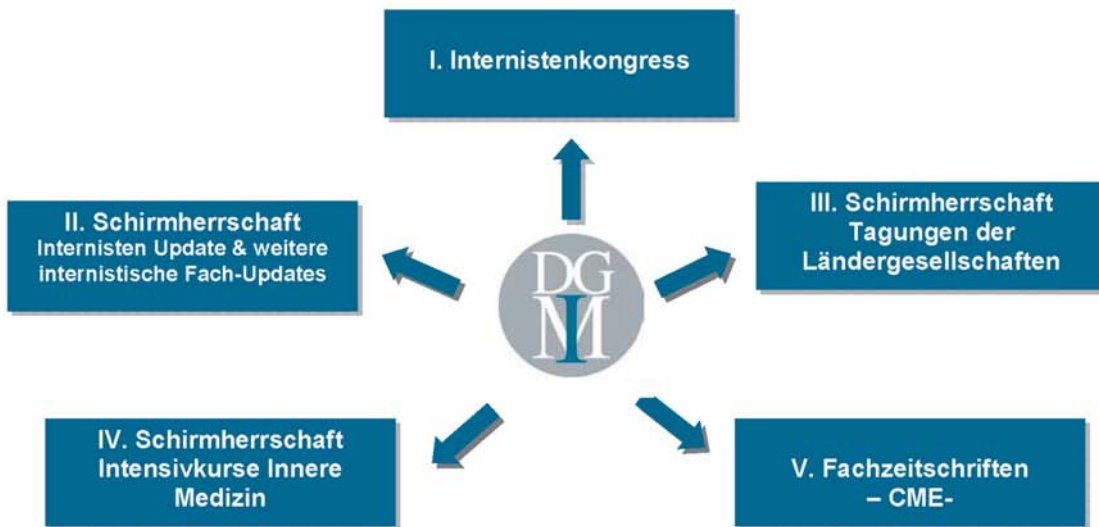 I. Internistenkongress
II. Schirmherrschaft
Internisten Update & weitere
internistische Fach-Updates
III. Schirmherrschaft
Tagungen der
Ländergesellschaften
DG
IM
IV. Schirmherrschaft
Intensivkurse Innere
Medizin
V. Fachzeitschriften
– CME-